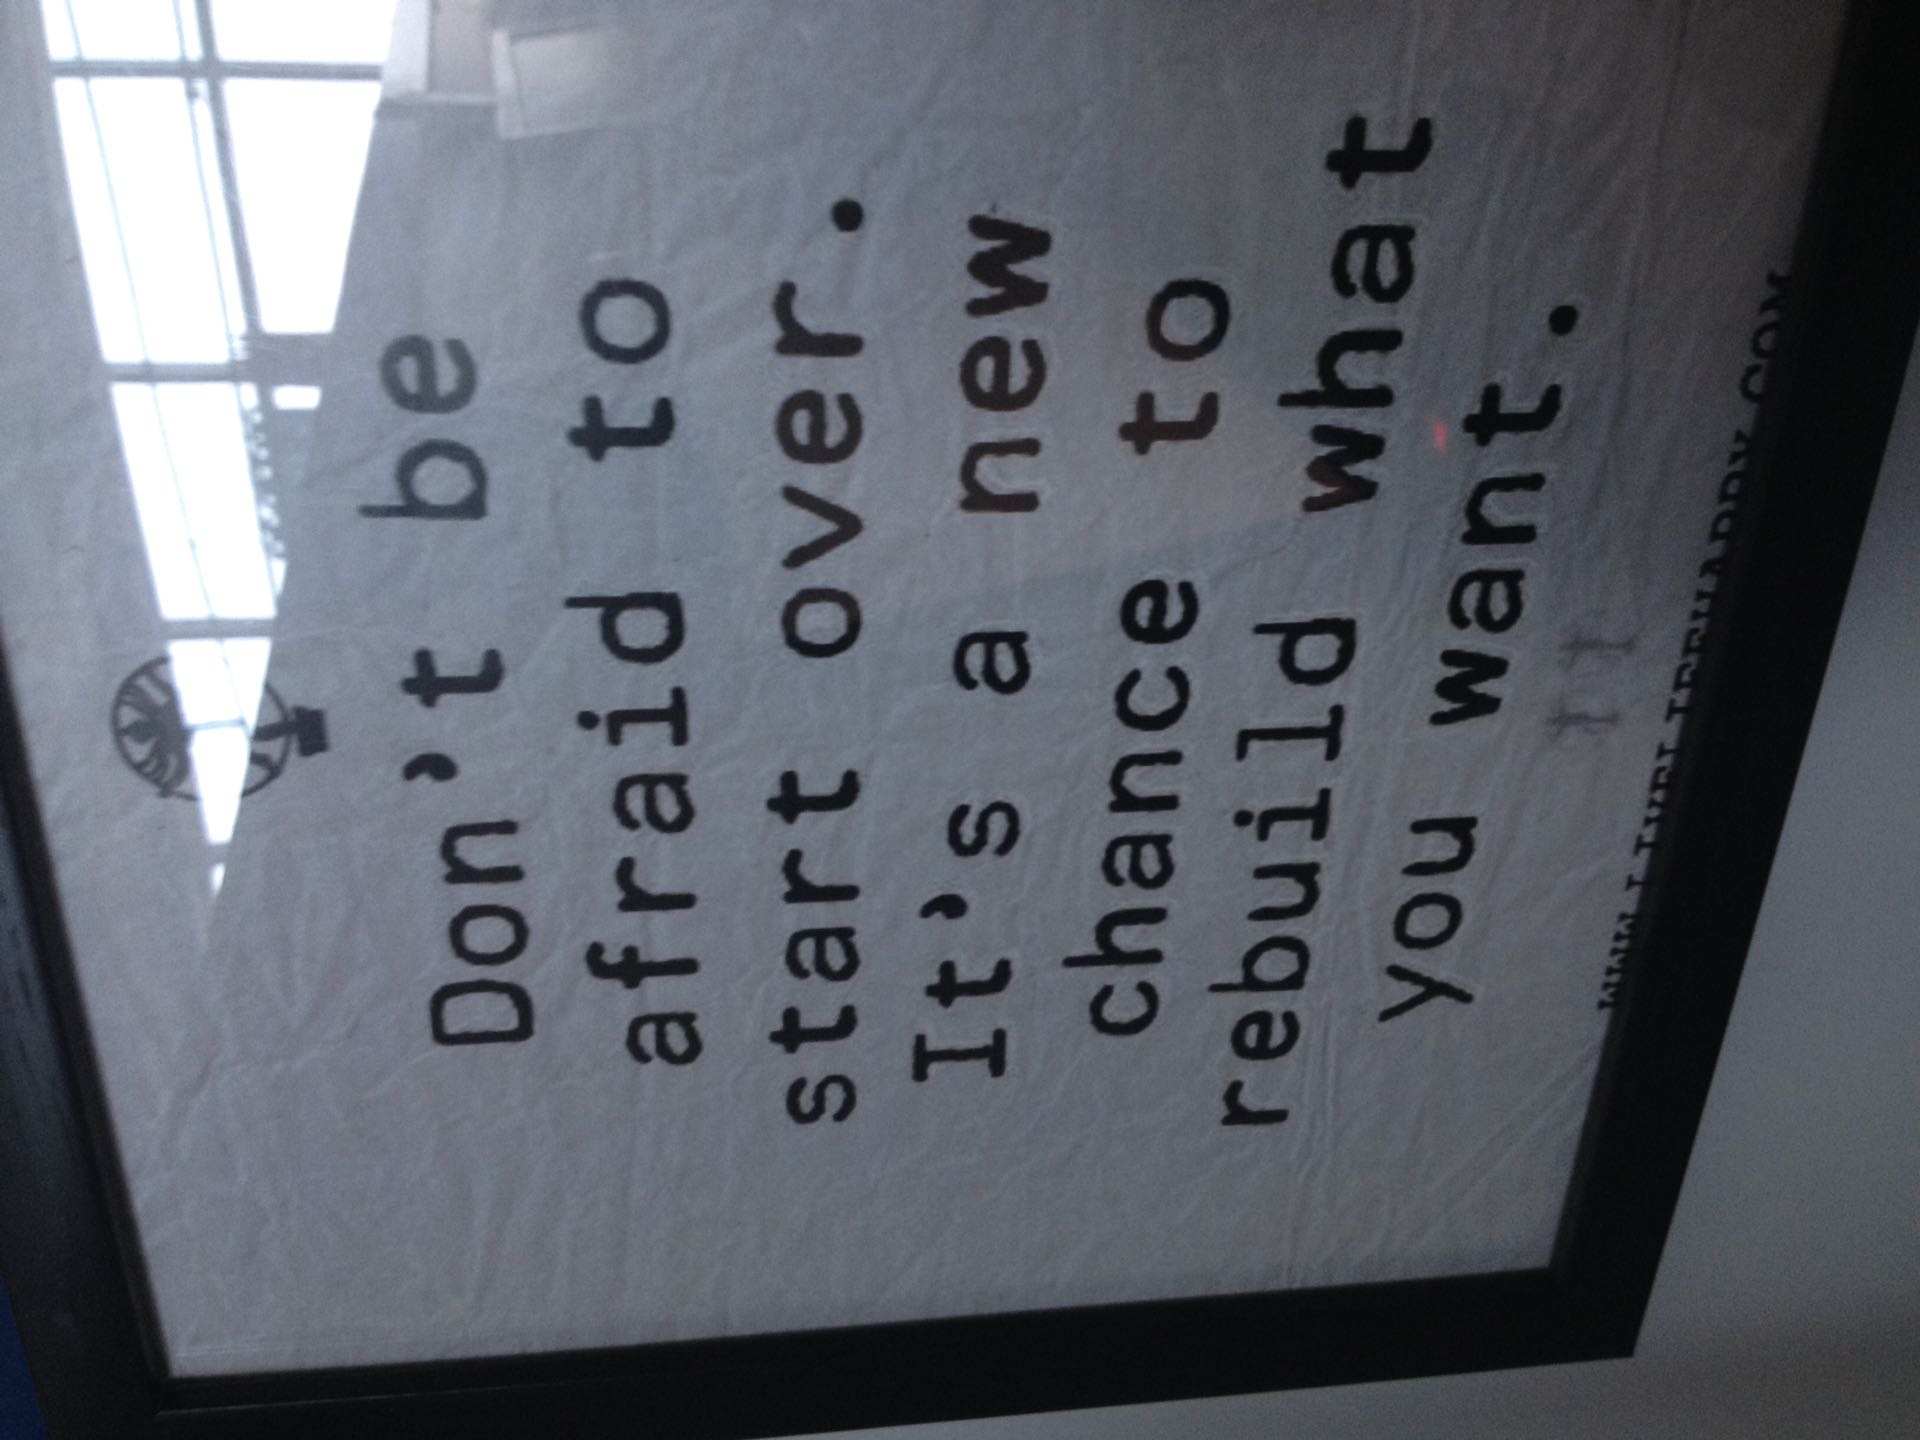 Don't be
afraid to
start over.
It's a new
chance to
rebuild what
you want.
WWW.LIVELIFEHAPPY.COM